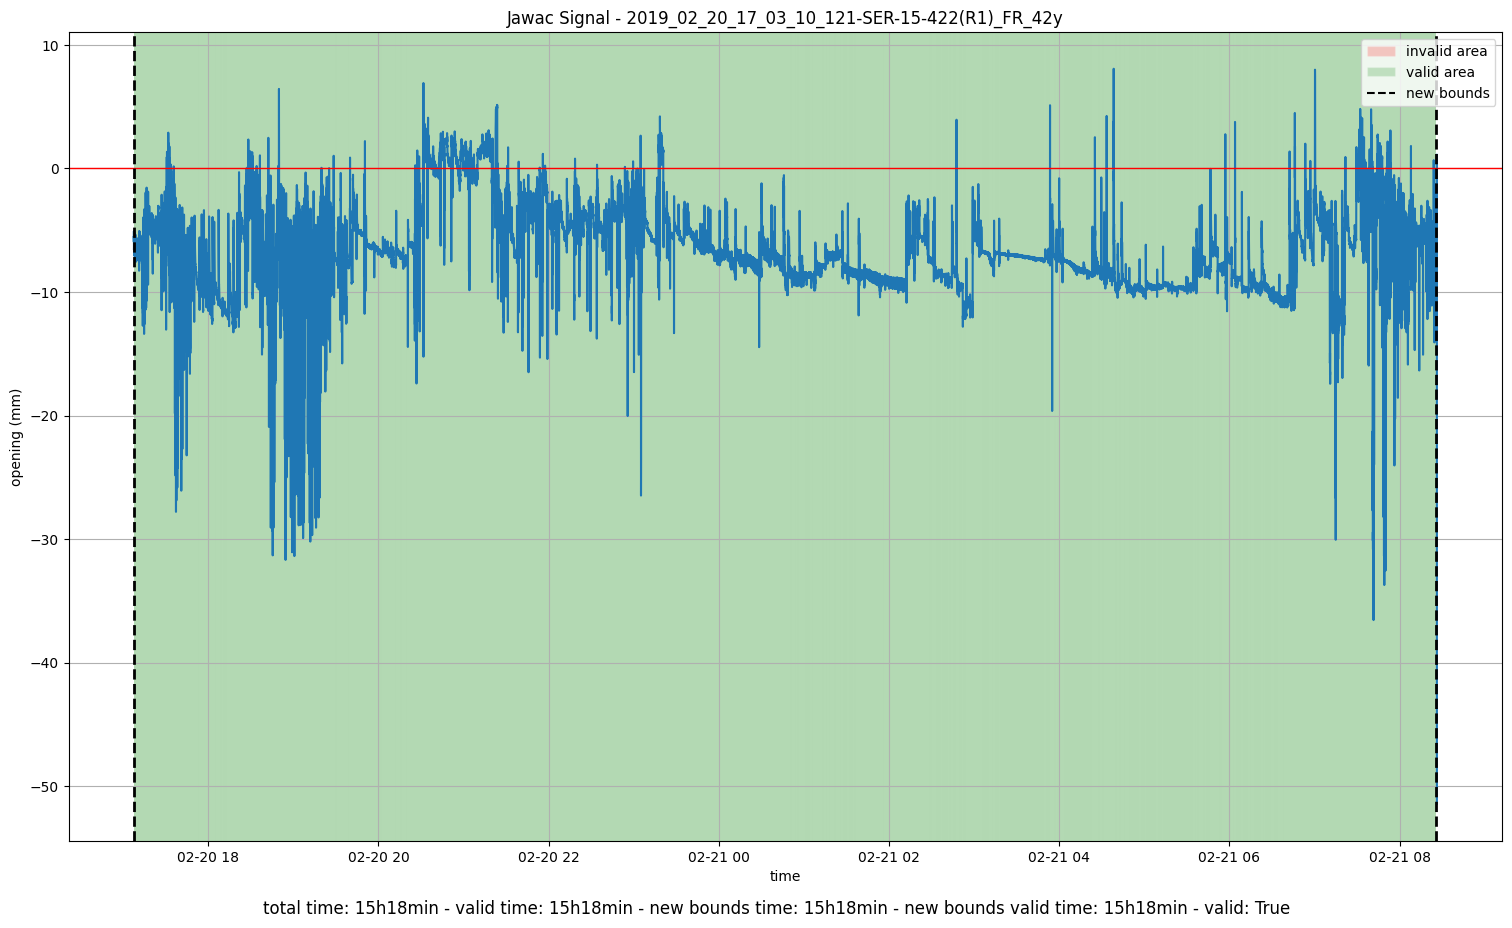 Jawac Signal - 2019_02_20_17_03_10_121-SER-15-422(R1)_FR_42y
invalid area
valid area
new bounds
10
0
−10
−20
−30
−40
−50
opening (mm)
02-20 18
02-20 20
02-20 22
02-21 00
02-21 02
02-21 04
02-21 06
02-21 08
time
total time: 15h18min - valid time: 15h18min - new bounds time: 15h18min - new bounds valid time: 15h18min - valid: True